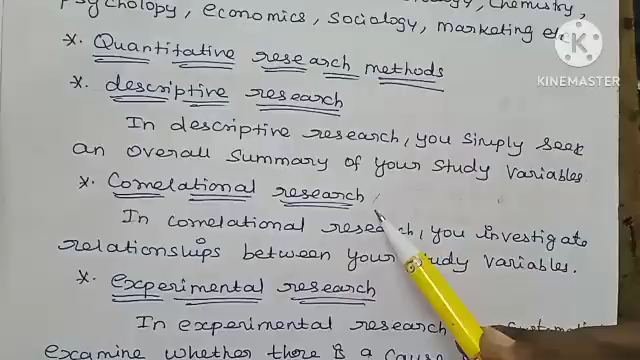 psycholopy, economics, sociology, marketing etc
* Quantitative research methods
* descriptive research
In descriptive research, you simply seek
an overall summary of your study variables.
* Correlational research
In correlational research, you investigate
relationships between your study variables.
* experimental research
In experimental research
examine whether there is a cause
KINEMASTER